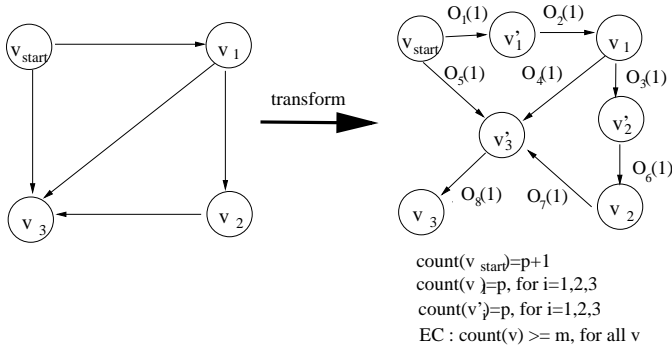 v start
v 1
v 3
v 2
transform
v start
O1(1)
v'1
O2(1)
v 1
O5(1)
O4(1)
O3(1)
v'3
v'2
O6(1)
v 3
O8(1)
O7(1)
v 2
count(v start)=p+1
count(v i)=p, for i=1,2,3
count(v'i)=p, for i=1,2,3
EC : count(v) >= m, for all v